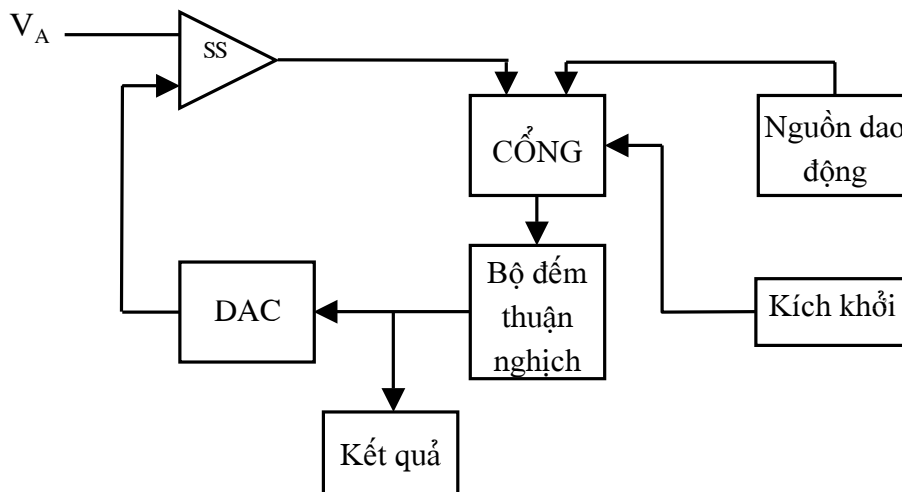 V_A
SS
CỔNG
Nguồn dao
động
Bộ đếm
thuận
nghịch
DAC
Kích khởi
Kết quả